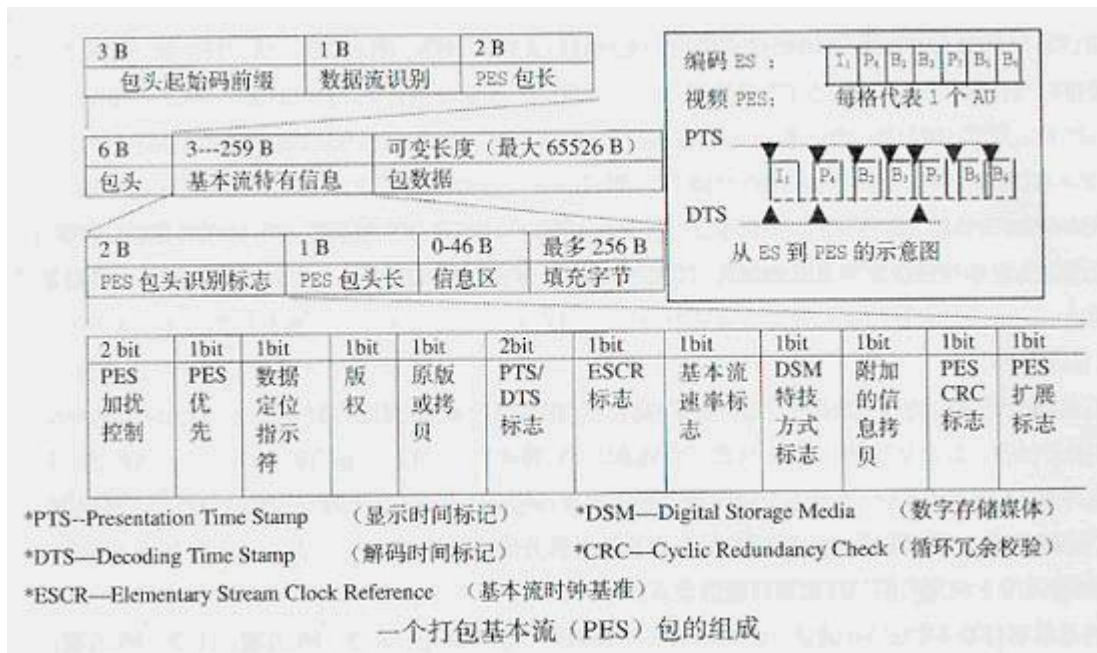 3 B 1 B 2 B
包头起始码前缀 数据流识别 PES 包长
6 B 3---259 B 可变长度（最大 65526 B）
包头 基本流特有信息 包数据
2 B 1 B 0-46 B 最多 256 B
PES 包头识别标志 PES 包头长 信息区 填充字节
编码 ES： I₁ P₄ B₂ B₃ P₇ B₅ B₆
视频 PES： 每格代表 1 个 AU
PTS
I₁ P₄ B₂ B₃ P₇ B₅ B₆
DTS
从 ES 到 PES 的示意图
2 bit 1bit 1bit 1bit 1bit 2bit 1bit 1bit 1bit 1bit 1bit 1bit
PES PES 数据 版 原版 PTS/ ESCR 基本流 DSM 附加 PES PES
加扰 优 定位 权 或拷 DTS 标志 速率标 特技 的信 CRC 扩展
控制 先 指示 贝 标志 志 方式 息拷 标志 标志
符 标志 贝
*PTS--Presentation Time Stamp （显示时间标记） *DSM—Digital Storage Media （数字存储媒体）
*DTS—Decoding Time Stamp （解码时间标记） *CRC—Cyclic Redundancy Check（循环冗余校验）
*ESCR—Elementary Stream Clock Reference （基本流时钟基准）
一个打包基本流（PES）包的组成